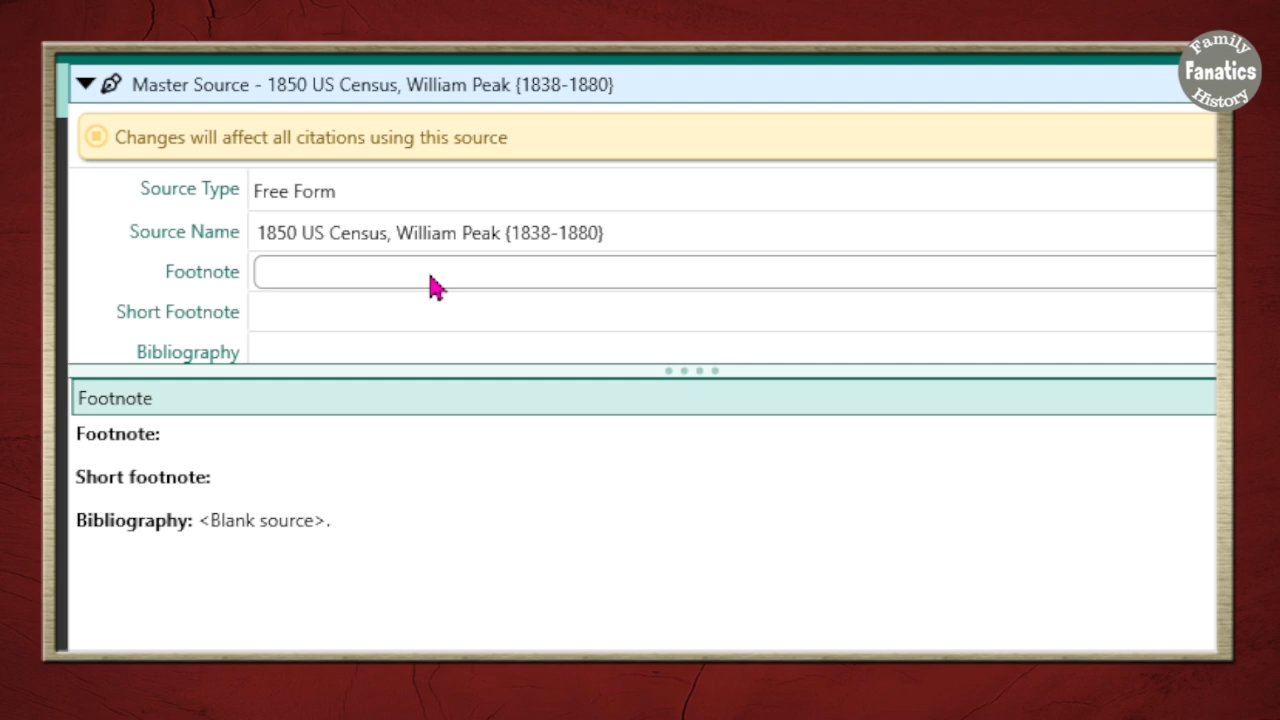 Family
Fanatics
History
Master Source - 1850 US Census, William Peak {1838-1880}
Changes will affect all citations using this source
Source Type Free Form
Source Name 1850 US Census, William Peak {1838-1880}
Footnote
Short Footnote
Bibliography
Footnote
Footnote:
Short footnote:
Bibliography: <Blank source>.